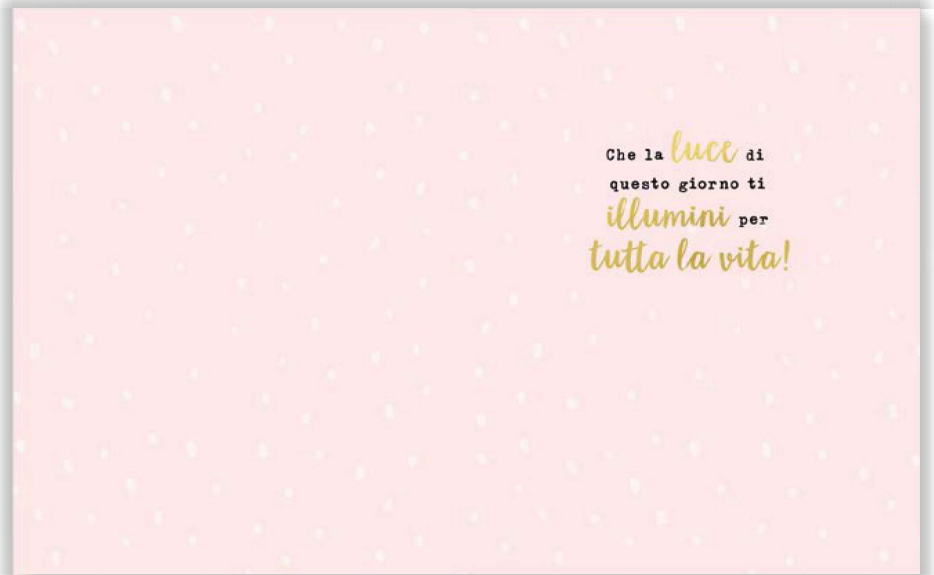 Che la luce di
questo giorno ti
illumini per
tutta la vita!